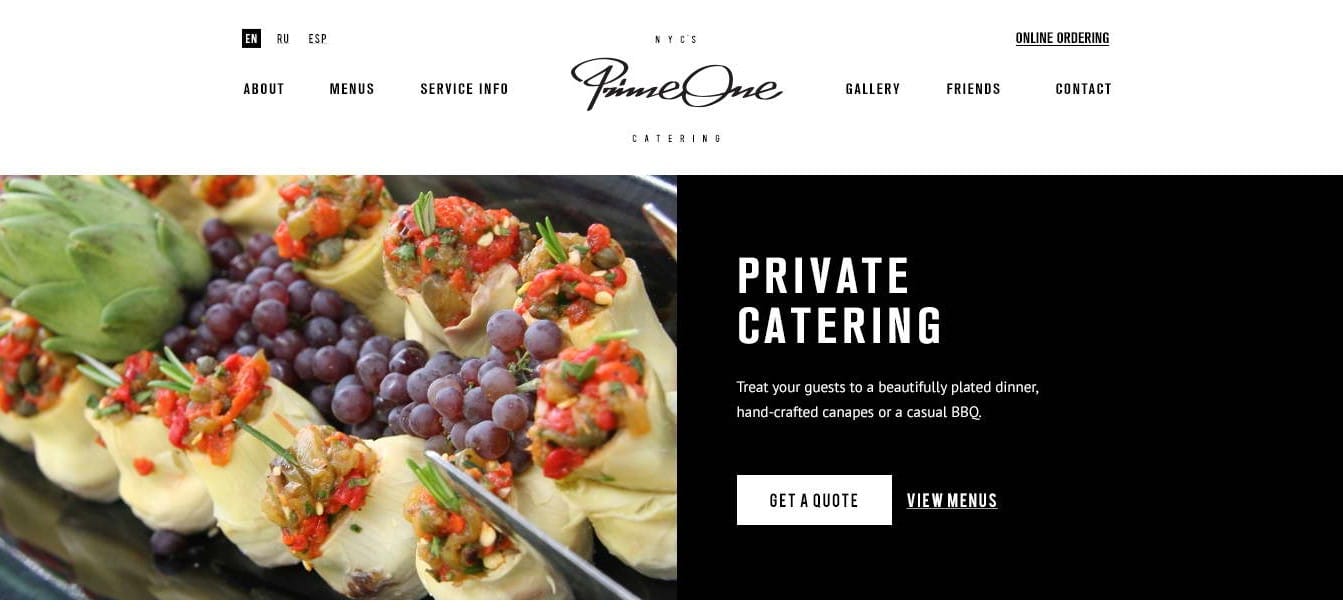 EN RU ESP
NYC'S
ONLINE ORDERING
ABOUT MENUS SERVICE INFO
PrimeOne
GALLERY FRIENDS CONTACT
CATERING
PRIVATE
CATERING
Treat your guests to a beautifully plated dinner,
hand-crafted canapes or a casual BBQ.
GET A QUOTE VIEW MENUS